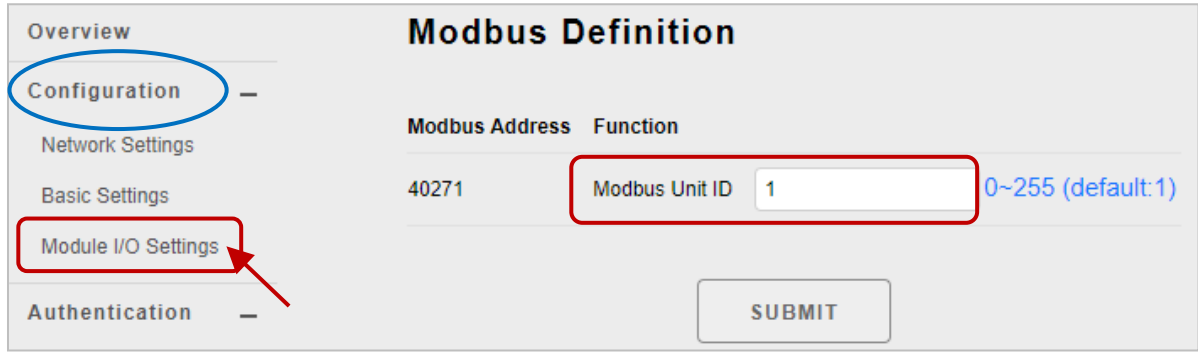 Overview
Configuration –
Network Settings
Basic Settings
Module I/O Settings
Authentication –
Modbus Definition
Modbus Address Function
40271 Modbus Unit ID 1 0~255 (default:1)
SUBMIT